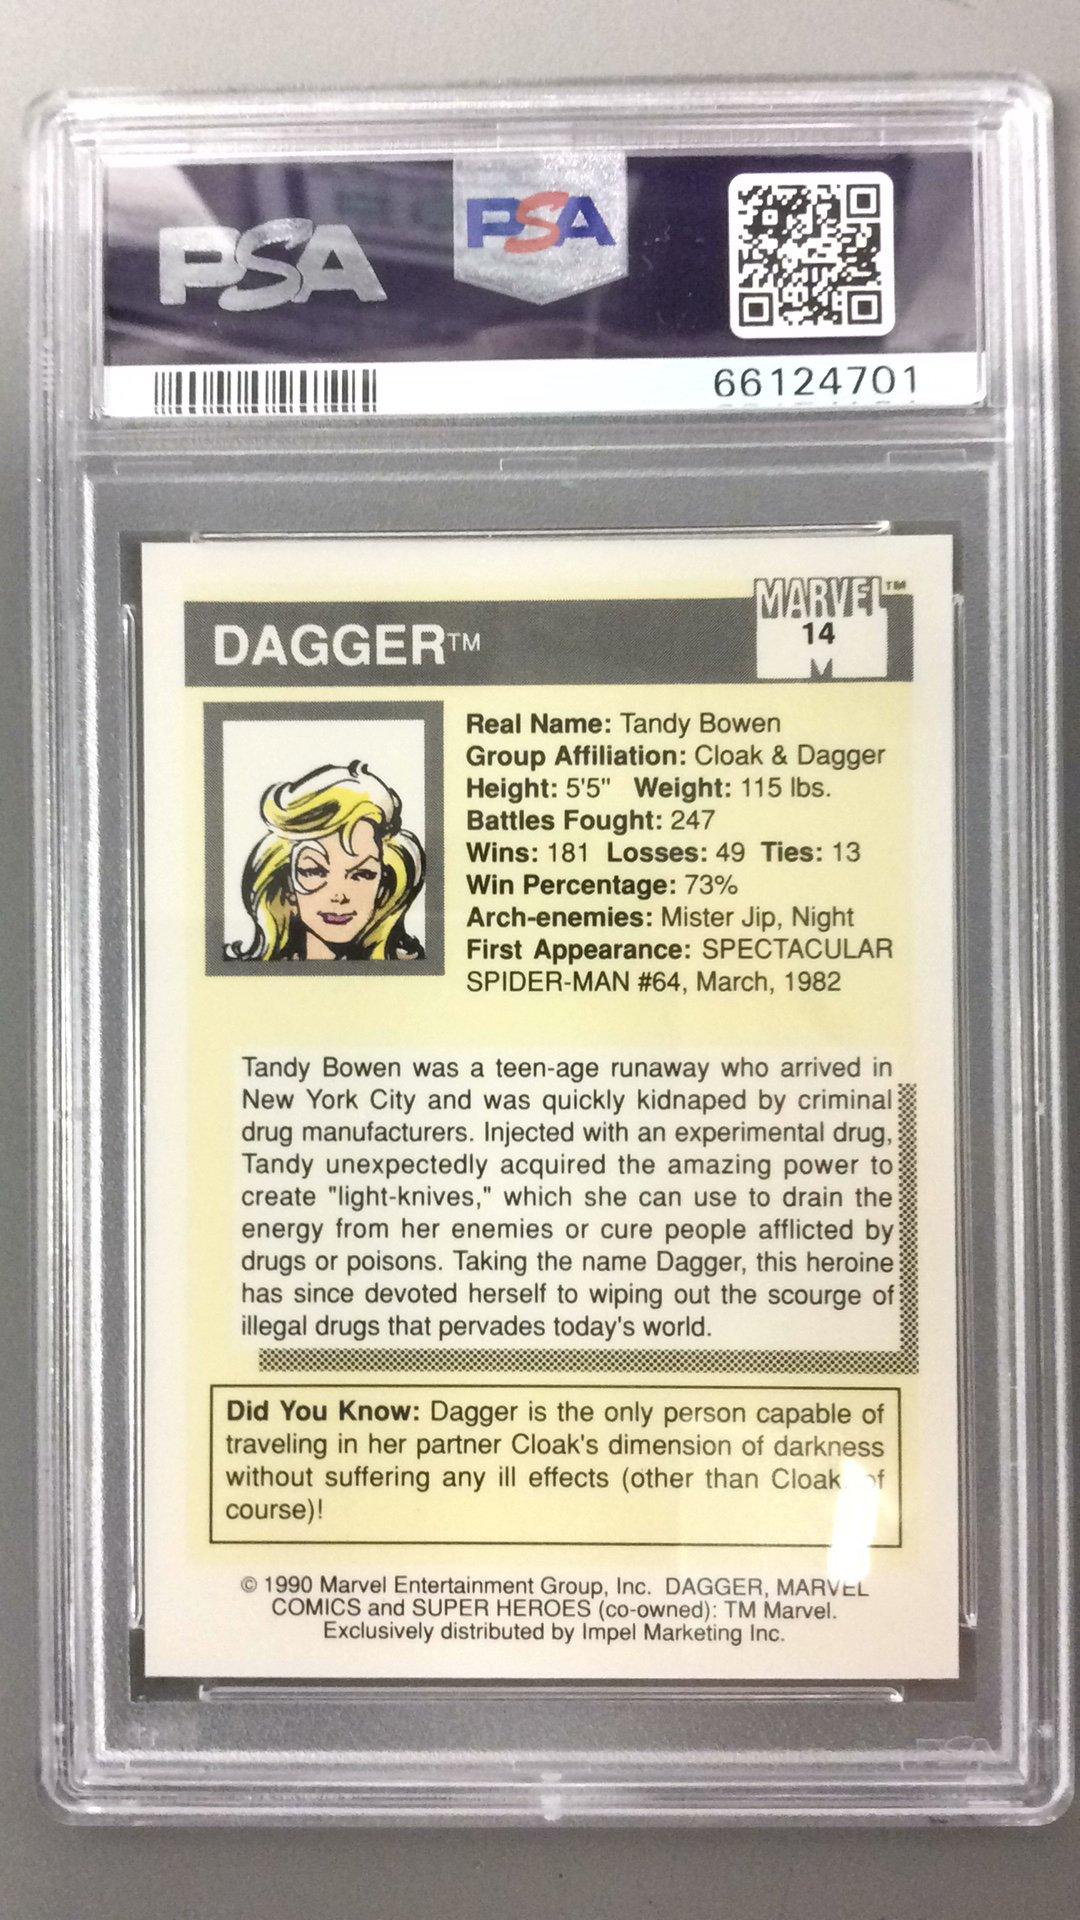 PSA
PSA
66124701
MARVEL™
DAGGER™
14
Real Name: Tandy Bowen
Group Affiliation: Cloak & Dagger
Height: 5'5" Weight: 115 lbs.
Battles Fought: 247
Wins: 181 Losses: 49 Ties: 13
Win Percentage: 73%
Arch-enemies: Mister Jip, Night
First Appearance: SPECTACULAR
SPIDER-MAN #64, March, 1982
Tandy Bowen was a teen-age runaway who arrived in
New York City and was quickly kidnaped by criminal
drug manufacturers. Injected with an experimental drug,
Tandy unexpectedly acquired the amazing power to
create "light-knives," which she can use to drain the
energy from her enemies or cure people afflicted by
drugs or poisons. Taking the name Dagger, this heroine
has since devoted herself to wiping out the scourge of
illegal drugs that pervades today's world.
Did You Know: Dagger is the only person capable of
traveling in her partner Cloak's dimension of darkness
without suffering any ill effects (other than Cloak of
course)!
© 1990 Marvel Entertainment Group, Inc. DAGGER, MARVEL
COMICS and SUPER HEROES (co-owned): TM Marvel.
Exclusively distributed by Impel Marketing Inc.
PSA